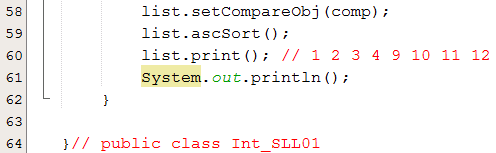 58 list.setCompareObj(comp);
59 list.ascSort();
60 list.print(); // 1 2 3 4 9 10 11 12
61 System.out.println();
62 }
63
64 }// public class Int_SLL01